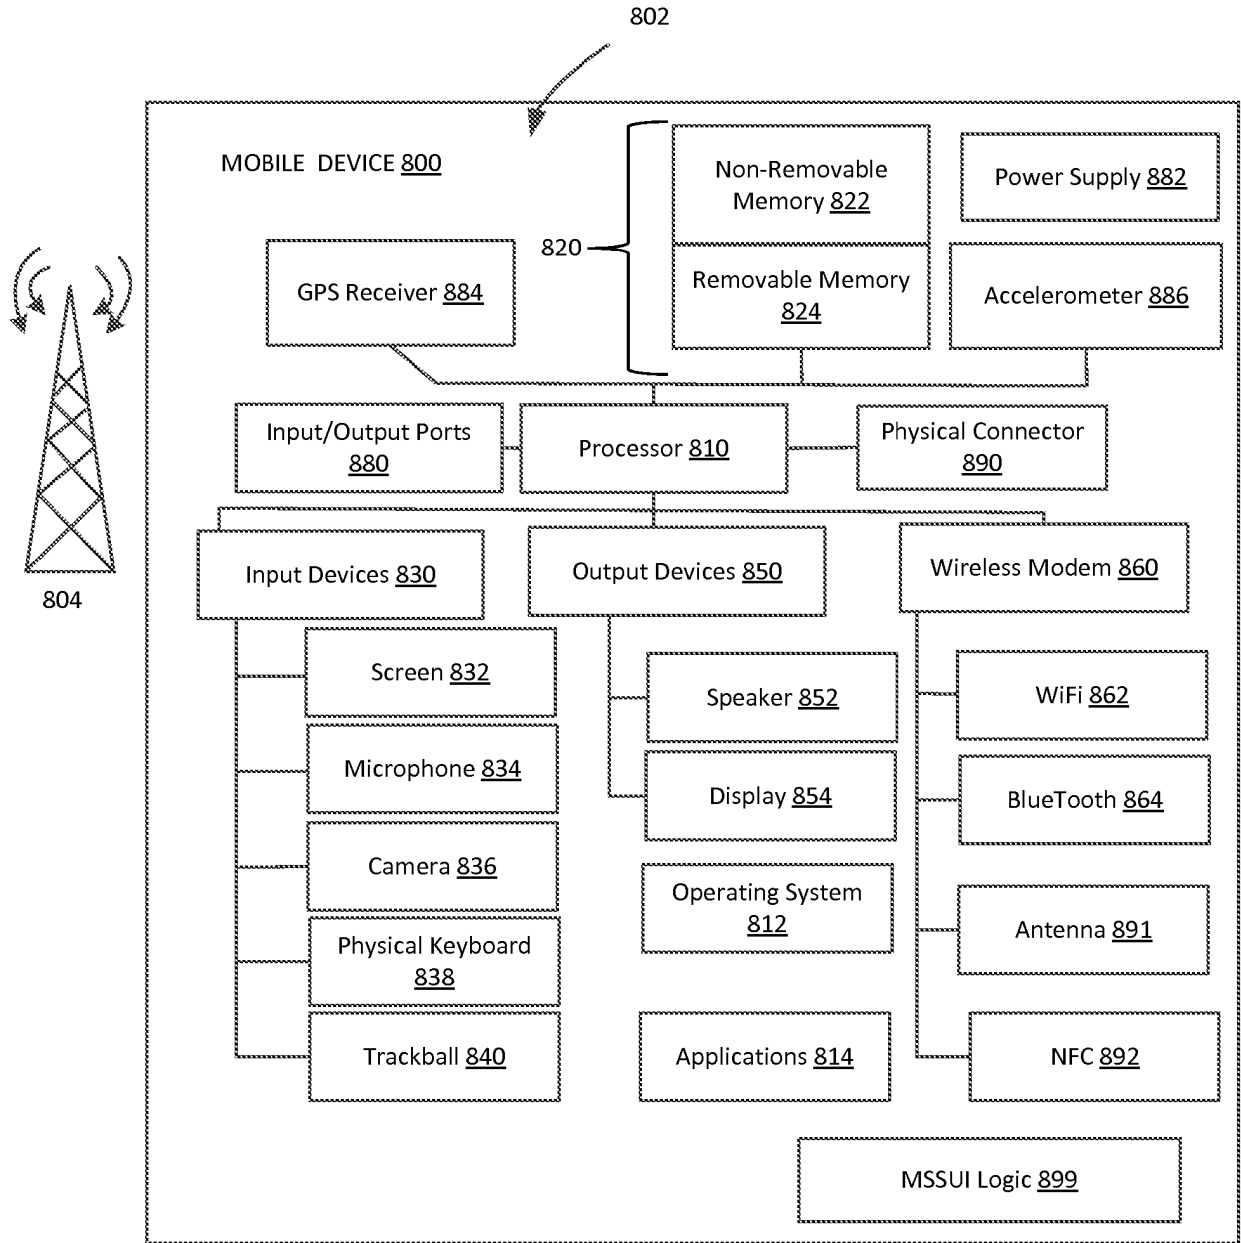 802
MOBILE DEVICE 800
Non-Removable
Memory 822
Power Supply 882
820
GPS Receiver 884
Removable Memory
824
Accelerometer 886
Input/Output Ports
880
Processor 810
Physical Connector
890
Input Devices 830
Output Devices 850
Wireless Modem 860
804
Screen 832
Speaker 852
WiFi 862
Microphone 834
Display 854
BlueTooth 864
Camera 836
Operating System
812
Antenna 891
Physical Keyboard
838
Trackball 840
Applications 814
NFC 892
MSSUI Logic 899